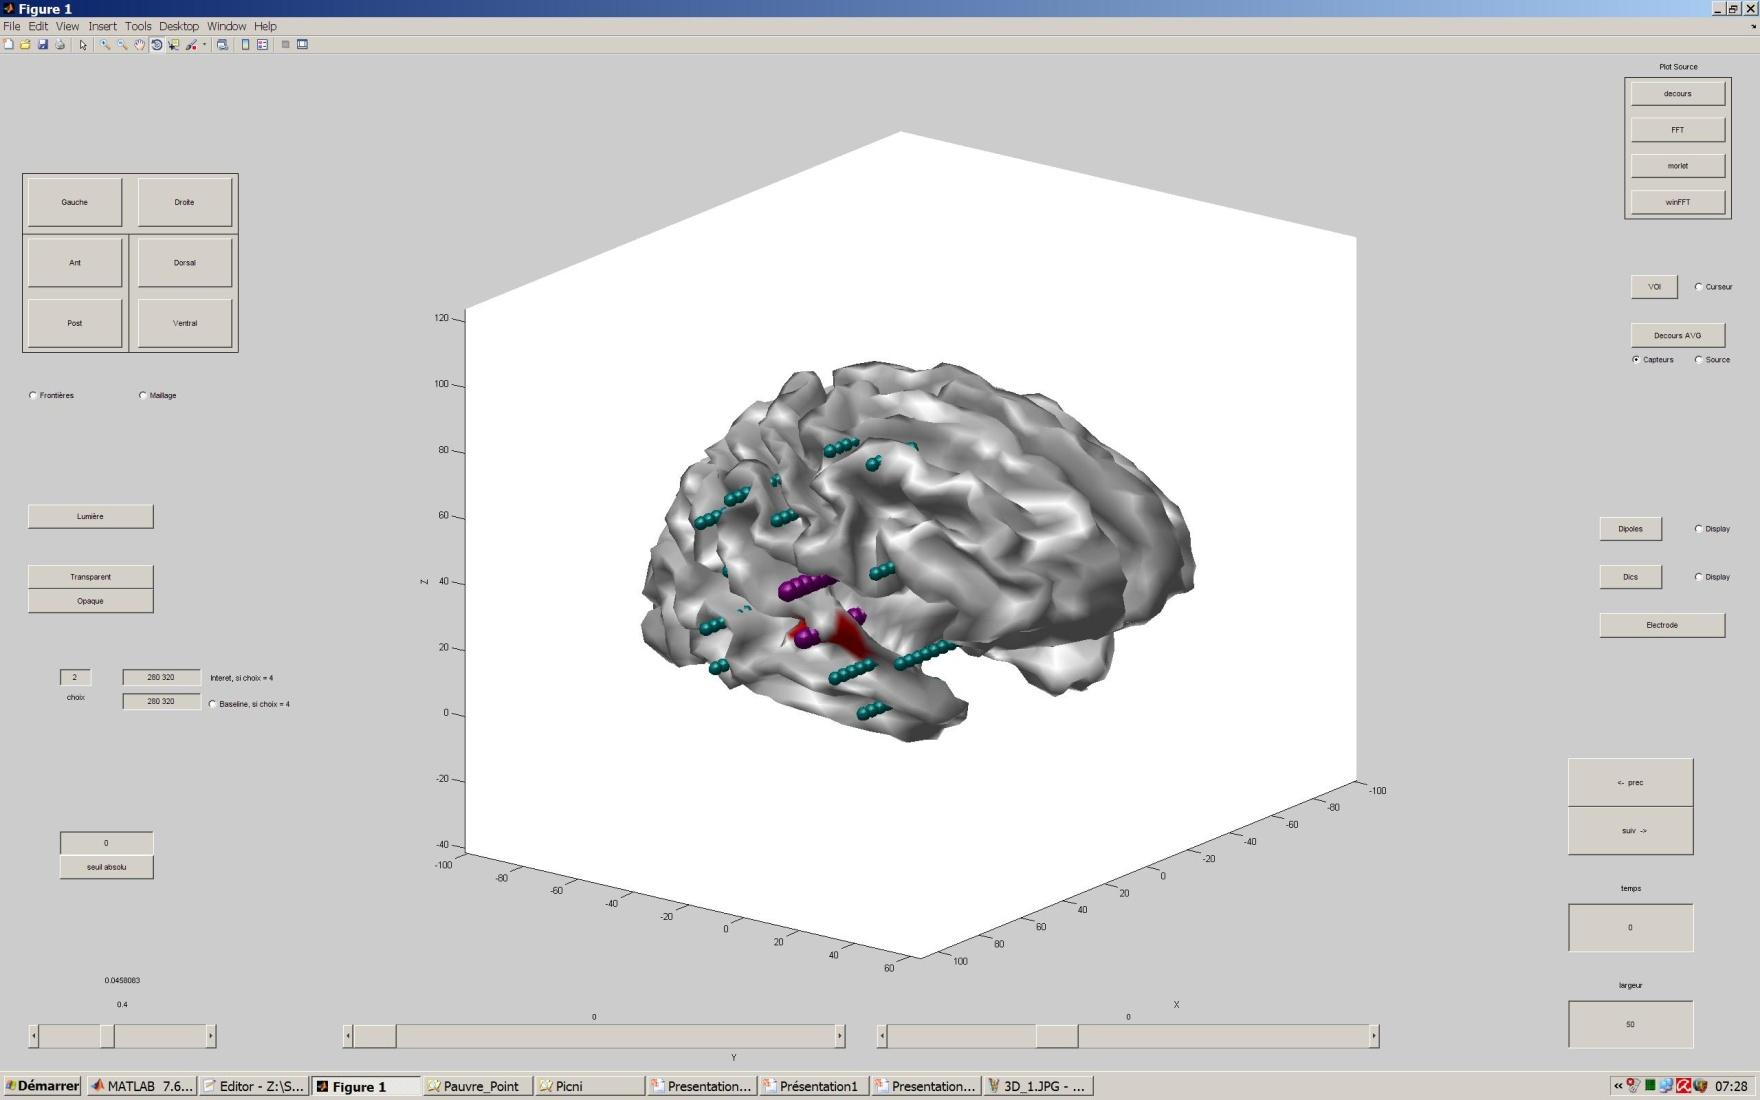 Figure 1
File Edit View Insert Tools Desktop Window Help
Plot Source
decours
FFT
morlet
winFFT
Gauche Droite
Ant Dorsal
Post Ventral
VOI Curseur
Decours AVG
Capteurs Source
Frontières Maillage
Lumière
Transparent
Opaque
2 280 320 Interet, si choix = 4
choix 280 320 Baseline, si choix = 4
Dipoles Display
Dics Display
Electrode
<- prec
suiv ->
0
seuil absolu
temps
0
largeur
50
0.0458083
0.4
0
Y
X
0
Z
120
100
80
60
40
20
0
-20
-40
-100 -80 -60 -40 -20 0 20 40 60
100 80 60 40 20 0 -20 -40 -60 -80 -100
Démarrer MATLAB 7.6... Editor - Z:\S... Figure 1 Pauvre_Point Picni Presentation... Présentation1 Presentation... 3D_1.JPG - ... « 07:28